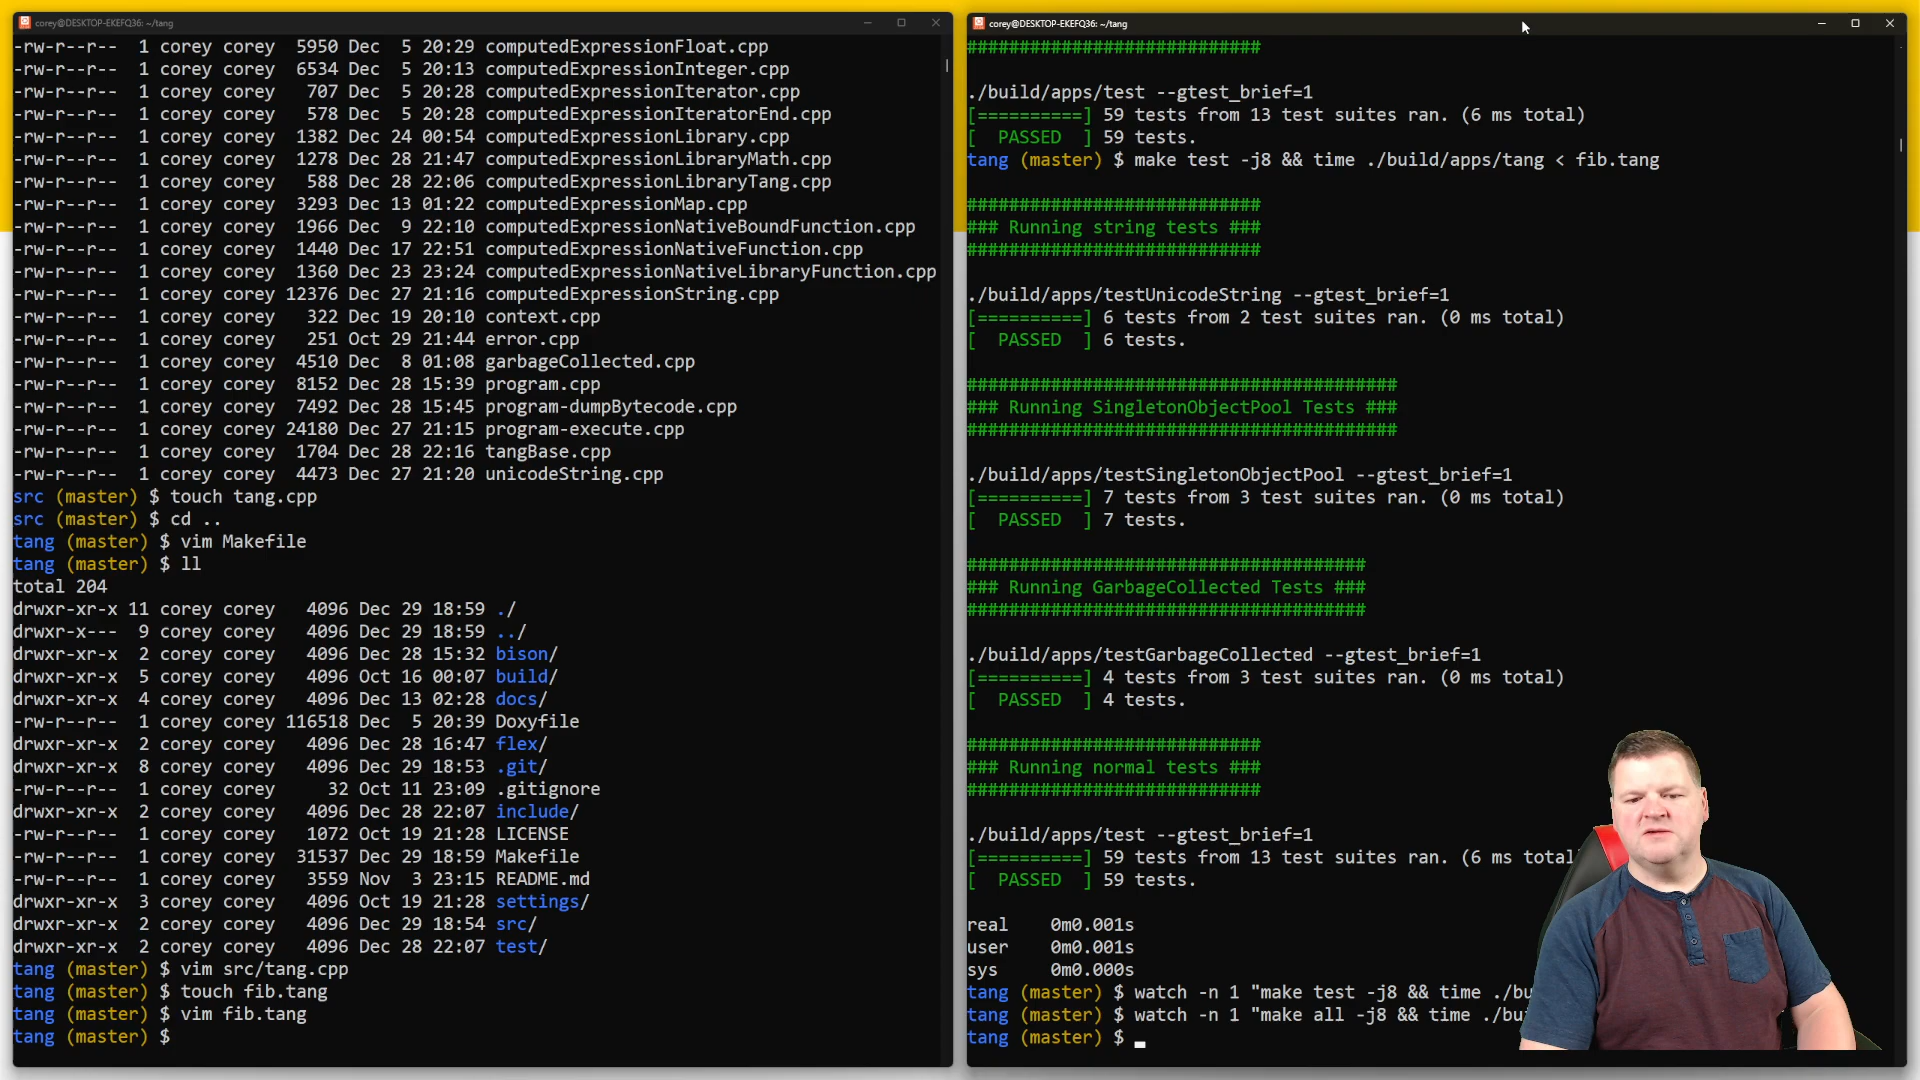 corey@DESKTOP-EKEFQ36: ~/tang
-rw-r--r--  1 corey corey  5950 Dec  5 20:29 computedExpressionFloat.cpp
-rw-r--r--  1 corey corey  6534 Dec  5 20:13 computedExpressionInteger.cpp
-rw-r--r--  1 corey corey   707 Dec  5 20:28 computedExpressionIterator.cpp
-rw-r--r--  1 corey corey   578 Dec  5 20:28 computedExpressionIteratorEnd.cpp
-rw-r--r--  1 corey corey  1382 Dec 24 00:54 computedExpressionLibrary.cpp
-rw-r--r--  1 corey corey  1278 Dec 28 21:47 computedExpressionLibraryMath.cpp
-rw-r--r--  1 corey corey   588 Dec 28 22:06 computedExpressionLibraryTang.cpp
-rw-r--r--  1 corey corey  3293 Dec 13 01:22 computedExpressionMap.cpp
-rw-r--r--  1 corey corey  1966 Dec  9 22:10 computedExpressionNativeBoundFunction.cpp
-rw-r--r--  1 corey corey  1440 Dec 17 22:51 computedExpressionNativeFunction.cpp
-rw-r--r--  1 corey corey  1360 Dec 23 23:24 computedExpressionNativeLibraryFunction.cpp
-rw-r--r--  1 corey corey 12376 Dec 27 21:16 computedExpressionString.cpp
-rw-r--r--  1 corey corey   322 Dec 19 20:10 context.cpp
-rw-r--r--  1 corey corey   251 Oct 29 21:44 error.cpp
-rw-r--r--  1 corey corey  4510 Dec  8 01:08 garbageCollected.cpp
-rw-r--r--  1 corey corey  8152 Dec 28 15:39 program.cpp
-rw-r--r--  1 corey corey  7492 Dec 28 15:45 program-dumpBytecode.cpp
-rw-r--r--  1 corey corey 24180 Dec 27 21:15 program-execute.cpp
-rw-r--r--  1 corey corey  1704 Dec 28 22:16 tangBase.cpp
-rw-r--r--  1 corey corey  4473 Dec 27 21:20 unicodeString.cpp
src (master) $ touch tang.cpp
src (master) $ cd ..
tang (master) $ vim Makefile
tang (master) $ ll
total 204
drwxr-xr-x 11 corey corey   4096 Dec 29 18:59 ./
drwxr-x---  9 corey corey   4096 Dec 29 18:59 ../
drwxr-xr-x  2 corey corey   4096 Dec 28 15:32 bison/
drwxr-xr-x  5 corey corey   4096 Oct 16 00:07 build/
drwxr-xr-x  4 corey corey   4096 Dec 13 02:28 docs/
-rw-r--r--  1 corey corey 116518 Dec  5 20:39 Doxyfile
drwxr-xr-x  2 corey corey   4096 Dec 28 16:47 flex/
drwxr-xr-x  8 corey corey   4096 Dec 29 18:53 .git/
-rw-r--r--  1 corey corey     32 Oct 11 23:09 .gitignore
drwxr-xr-x  2 corey corey   4096 Dec 28 22:07 include/
-rw-r--r--  1 corey corey   1072 Oct 19 21:28 LICENSE
-rw-r--r--  1 corey corey  31537 Dec 29 18:59 Makefile
-rw-r--r--  1 corey corey   3559 Nov  3 23:15 README.md
drwxr-xr-x  3 corey corey   4096 Oct 19 21:28 settings/
drwxr-xr-x  2 corey corey   4096 Dec 29 18:54 src/
drwxr-xr-x  2 corey corey   4096 Dec 28 22:07 test/
tang (master) $ vim src/tang.cpp
tang (master) $ touch fib.tang
tang (master) $ vim fib.tang
tang (master) $
corey@DESKTOP-EKEFQ36: ~/tang
############################
./build/apps/test --gtest_brief=1
[==========] 59 tests from 13 test suites ran. (6 ms total)
[  PASSED  ] 59 tests.
tang (master) $ make test -j8 && time ./build/apps/tang < fib.tang
############################
### Running string tests ###
############################
./build/apps/testUnicodeString --gtest_brief=1
[==========] 6 tests from 2 test suites ran. (0 ms total)
[  PASSED  ] 6 tests.
#########################################
### Running SingletonObjectPool Tests ###
#########################################
./build/apps/testSingletonObjectPool --gtest_brief=1
[==========] 7 tests from 3 test suites ran. (0 ms total)
[  PASSED  ] 7 tests.
######################################
### Running GarbageCollected Tests ###
######################################
./build/apps/testGarbageCollected --gtest_brief=1
[==========] 4 tests from 3 test suites ran. (0 ms total)
[  PASSED  ] 4 tests.
############################
### Running normal tests ###
############################
./build/apps/test --gtest_brief=1
[==========] 59 tests from 13 test suites ran. (6 ms total
[  PASSED  ] 59 tests.
real    0m0.001s
user    0m0.001s
sys     0m0.000s
tang (master) $ watch -n 1 "make test -j8 && time ./bu
tang (master) $ watch -n 1 "make all -j8 && time ./bui
tang (master) $